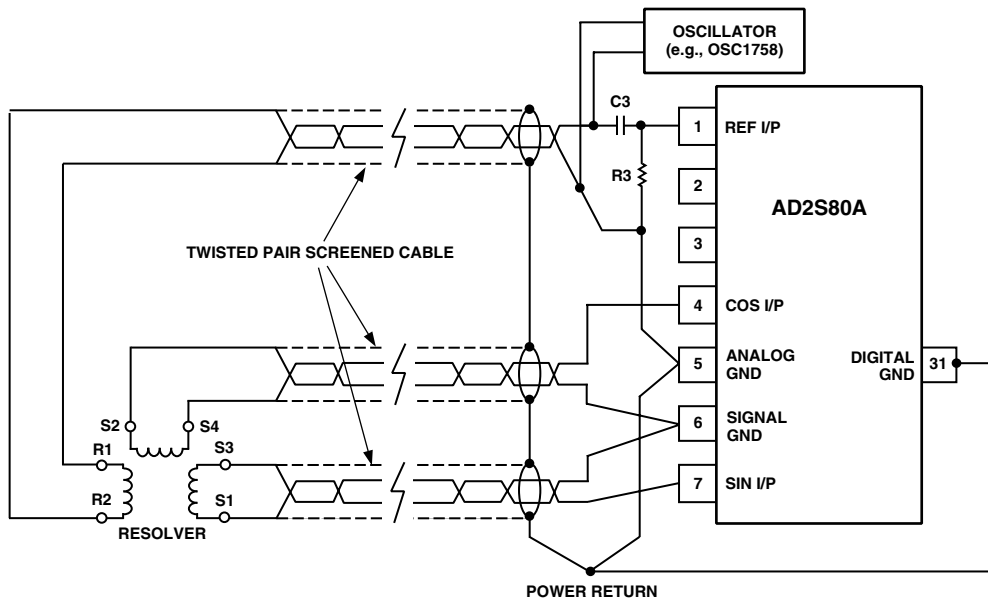 OSCILLATOR
(e.g., OSC1758)
C3
1
REF I/P
R3
2
AD2S80A
3
TWISTED PAIR SCREENED CABLE
4
COS I/P
5
ANALOG
GND
DIGITAL
GND
31
6
SIGNAL
GND
S2
S4
R1
S3
7
SIN I/P
R2
S1
RESOLVER
POWER RETURN